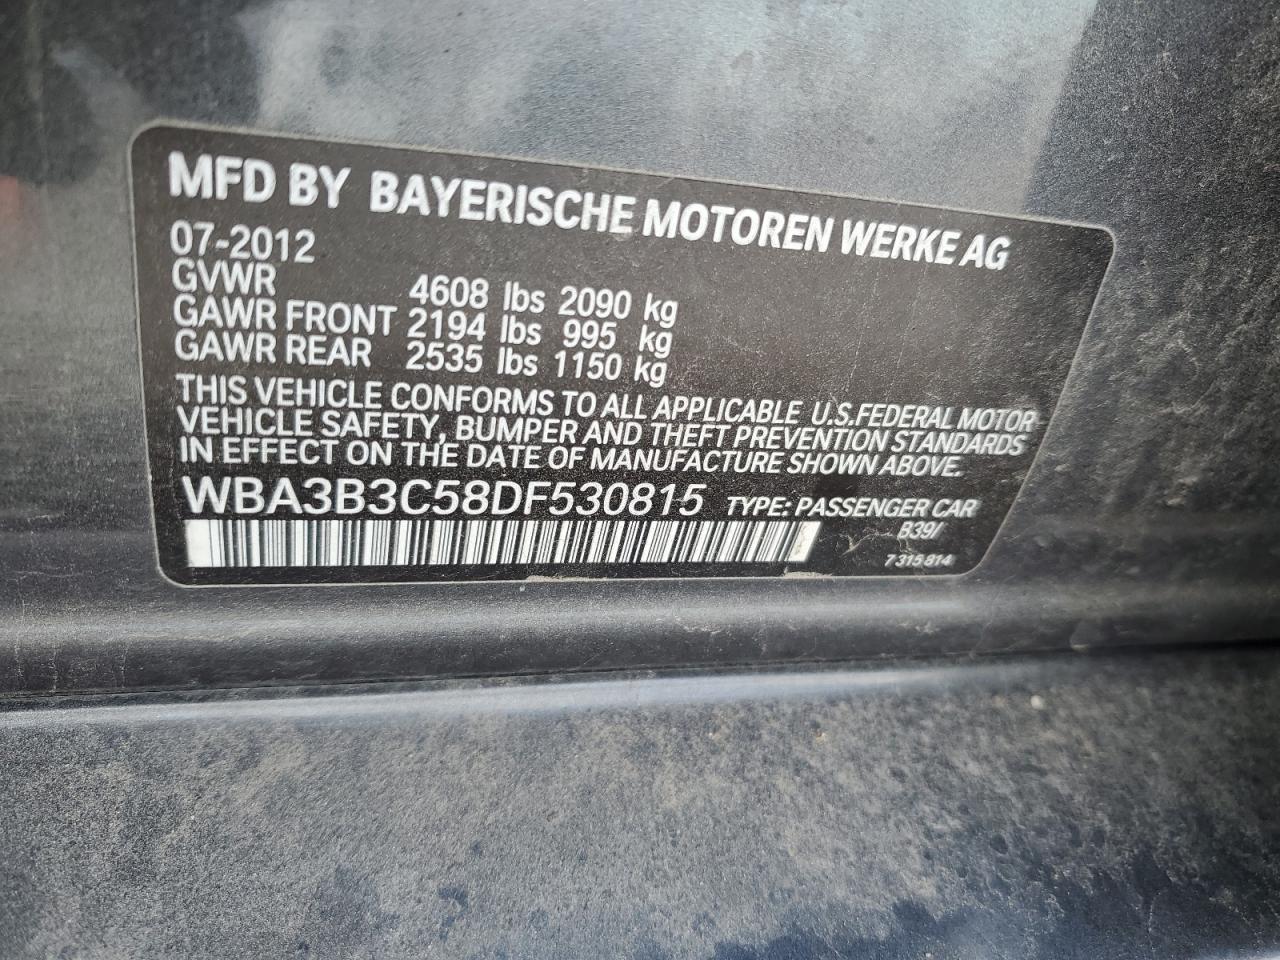 MFD BY BAYERISCHE MOTOREN WERKE AG
07-2012
GVWR 4608 lbs 2090 kg
GAWR FRONT 2194 lbs 995 kg
GAWR REAR 2535 lbs 1150 kg
THIS VEHICLE CONFORMS TO ALL APPLICABLE U.S.FEDERAL MOTOR
VEHICLE SAFETY, BUMPER AND THEFT PREVENTION STANDARDS
IN EFFECT ON THE DATE OF MANUFACTURE SHOWN ABOVE.
WBA3B3C58DF530815 TYPE: PASSENGER CAR
B39/
7 315 814